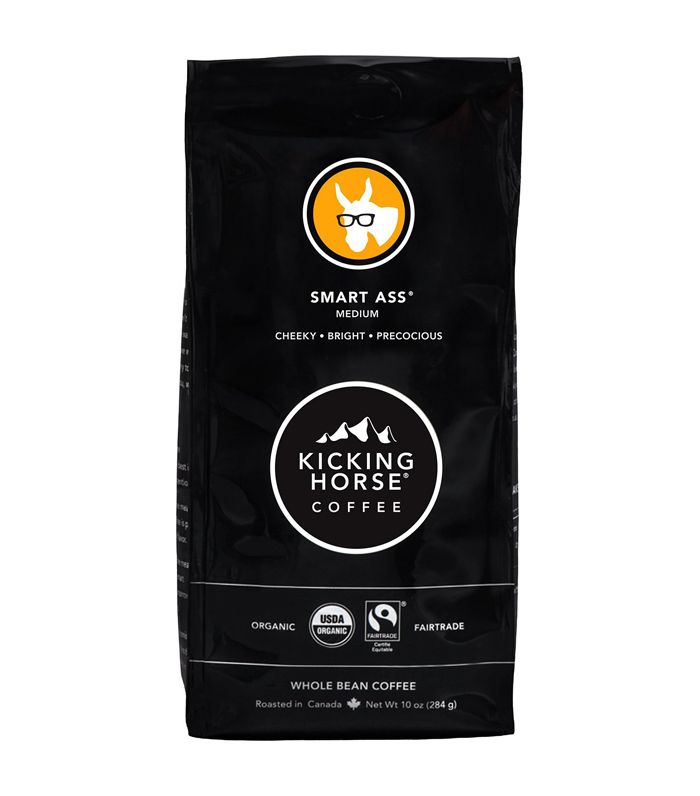 SMART ASS®
MEDIUM
CHEEKY • BRIGHT • PRECOCIOUS
KICKING
HORSE®
COFFEE
ORGANIC
USDA
ORGANIC
®
FAIRTRADE
Certifié
Equitable
FAIRTRADE
WHOLE BEAN COFFEE
Roasted in Canada Net Wt 10 oz (284 g)